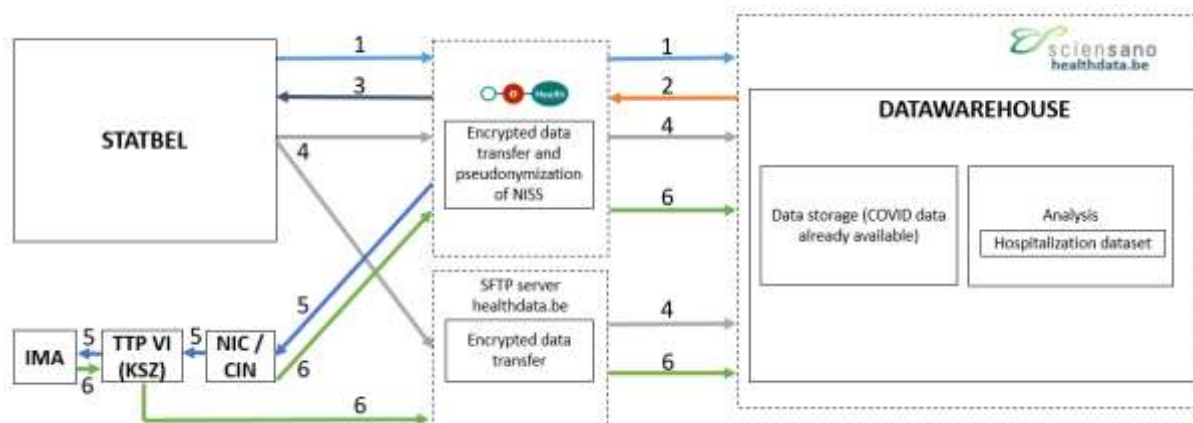 STATBEL
1
3
4
Health
Encrypted data
transfer and
pseudonymization
of NISS
1
2
4
6
sciensano
healthdata.be
DATAWAREHOUSE
Data storage (COVID data
already available)
Analysis
Hospitalization dataset
SFTP server
healthdata.be
Encrypted data
transfer
4
6
5
6
IMA
5
6
TTP VI
(KSZ)
5
NIC /
CIN
6